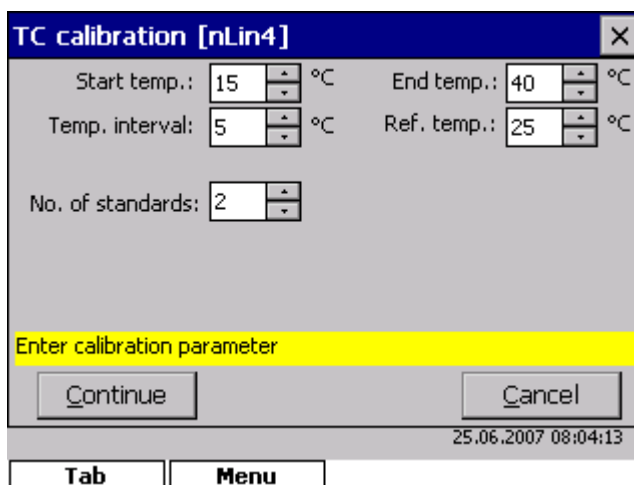 TC calibration [nLin4]
Start temp.: 15 °C End temp.: 40 °C
Temp. interval: 5 °C Ref. temp.: 25 °C
No. of standards: 2
Enter calibration parameter
Continue Cancel
25.06.2007 08:04:13
Tab Menu